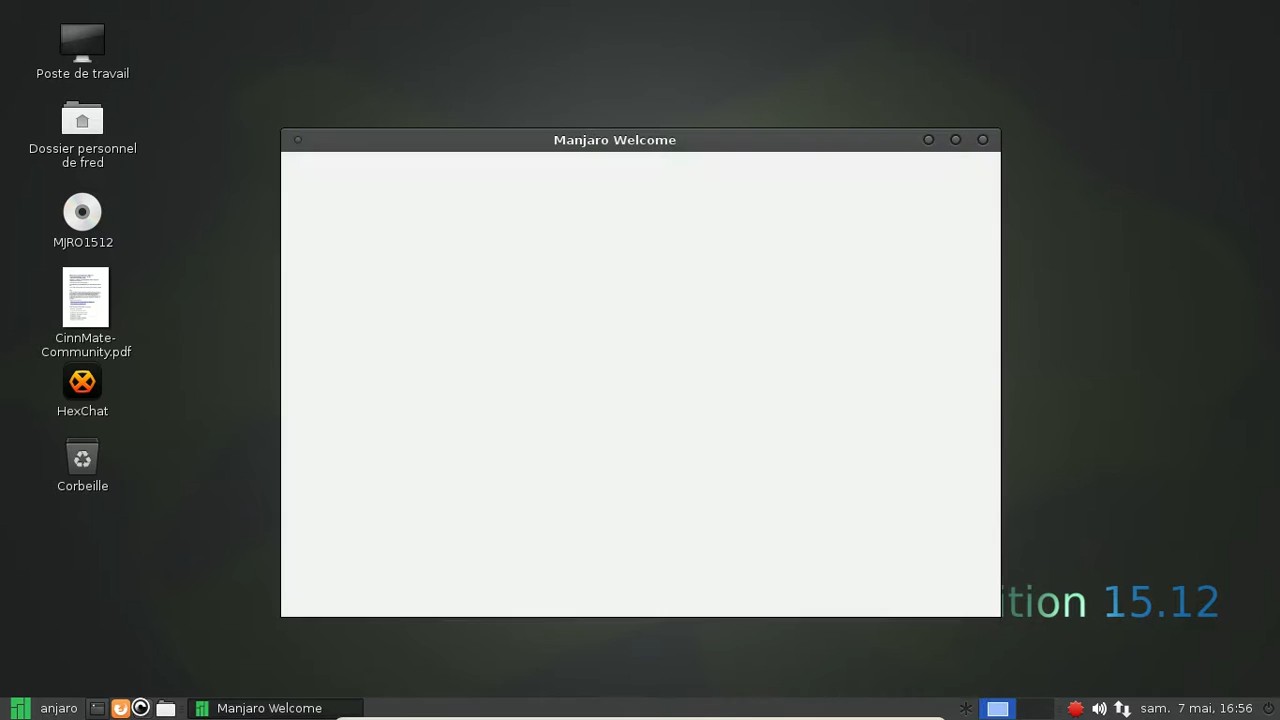 Poste de travail
Dossier personnel
de fred
MJRO1512
CinnMate-
Community.pdf
HexChat
Corbeille
Manjaro Welcome
ition 15.12
anjaro
Manjaro Welcome
sam. 7 mai, 16:56